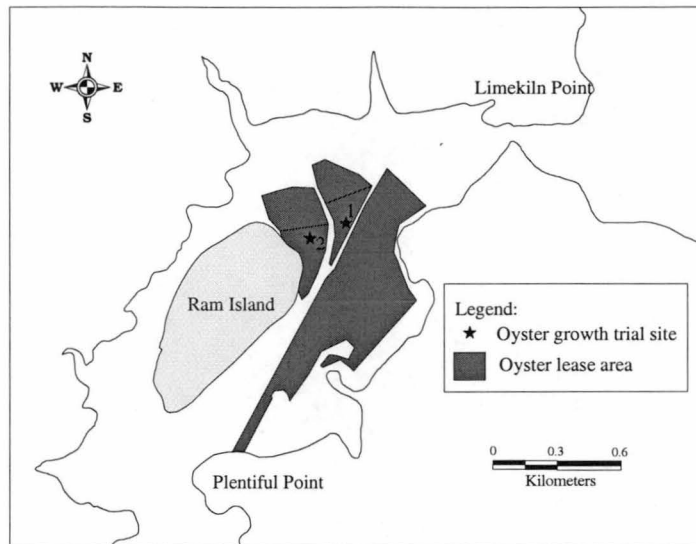 N
W E
S
Limekiln Point
1
2
Ram Island
Legend:
Oyster growth trial site
Oyster lease area
0 0.3 0.6
Kilometers
Plentiful Point